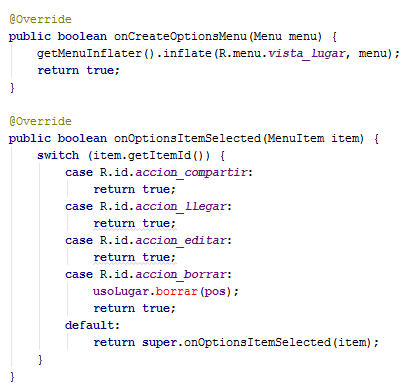 @Override
public boolean onCreateOptionsMenu(Menu menu) {
    getMenuInflater().inflate(R.menu.vista_lugar, menu);
    return true;
}
@Override
public boolean onOptionsItemSelected(MenuItem item) {
    switch (item.getItemId()) {
        case R.id.accion_compartir:
            return true;
        case R.id.accion_llegar:
            return true;
        case R.id.accion_editar:
            return true;
        case R.id.accion_borrar:
            usoLugar.borrar(pos);
            return true;
        default:
            return super.onOptionsItemSelected(item);
    }
}